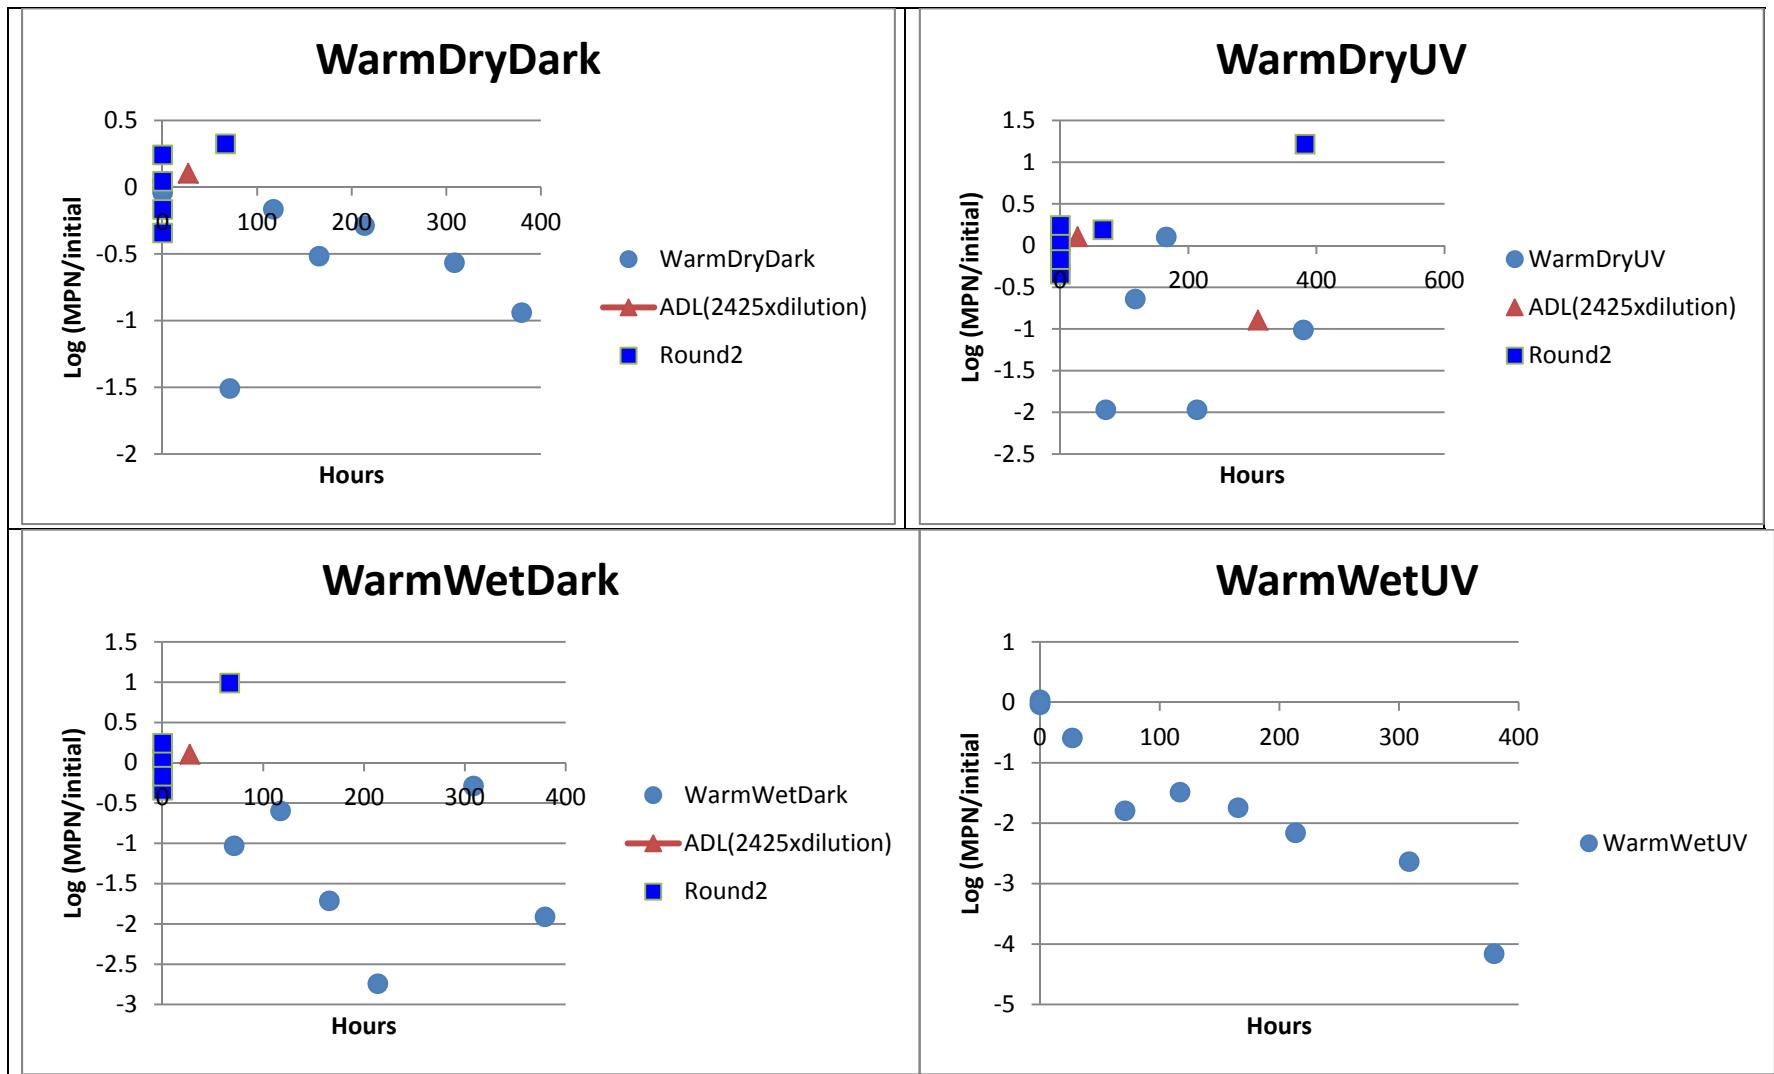 WarmDryDark
0.5
0
-0.5
-1
-1.5
-2
0 100 200 300 400
Log (MPN/initial
Hours
WarmDryDark
ADL(2425xdilution)
Round2
WarmDryUV
1.5
1
0.5
0
-0.5
-1
-1.5
-2
-2.5
0 200 400 600
Log (MPN/initial)
Hours
WarmDryUV
ADL(2425xdilution)
Round2
WarmWetDark
1.5
1
0.5
0
-0.5
-1
-1.5
-2
-2.5
-3
0 100 200 300 400
Log (MPN/initial)
Hours
WarmWetDark
ADL(2425xdilution)
Round2
WarmWetUV
1
0
-1
-2
-3
-4
-5
0 100 200 300 400
Log (MPN/initial
Hours
WarmWetUV